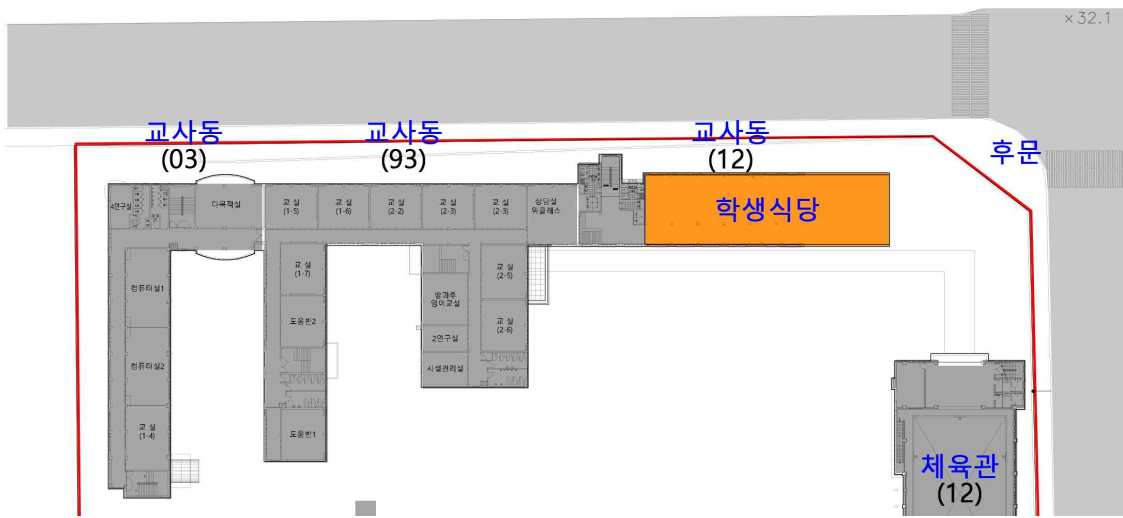 ×32.1
교사동
(03)
교사동
(93)
교사동
(12)
후문
4연구실
다목적실
교 실
(1-5)
교 실
(1-6)
교 실
(2-2)
교 실
(2-3)
교 실
(2-3)
상담실
위클래스
학생식당
컴퓨터실1
교 실
(1-7)
방과후
영어교실
교 실
(2-5)
도움반2
2연구실
교 실
(2-6)
컴퓨터실2
시설관리실
교 실
(1-4)
도움반1
체육관
(12)